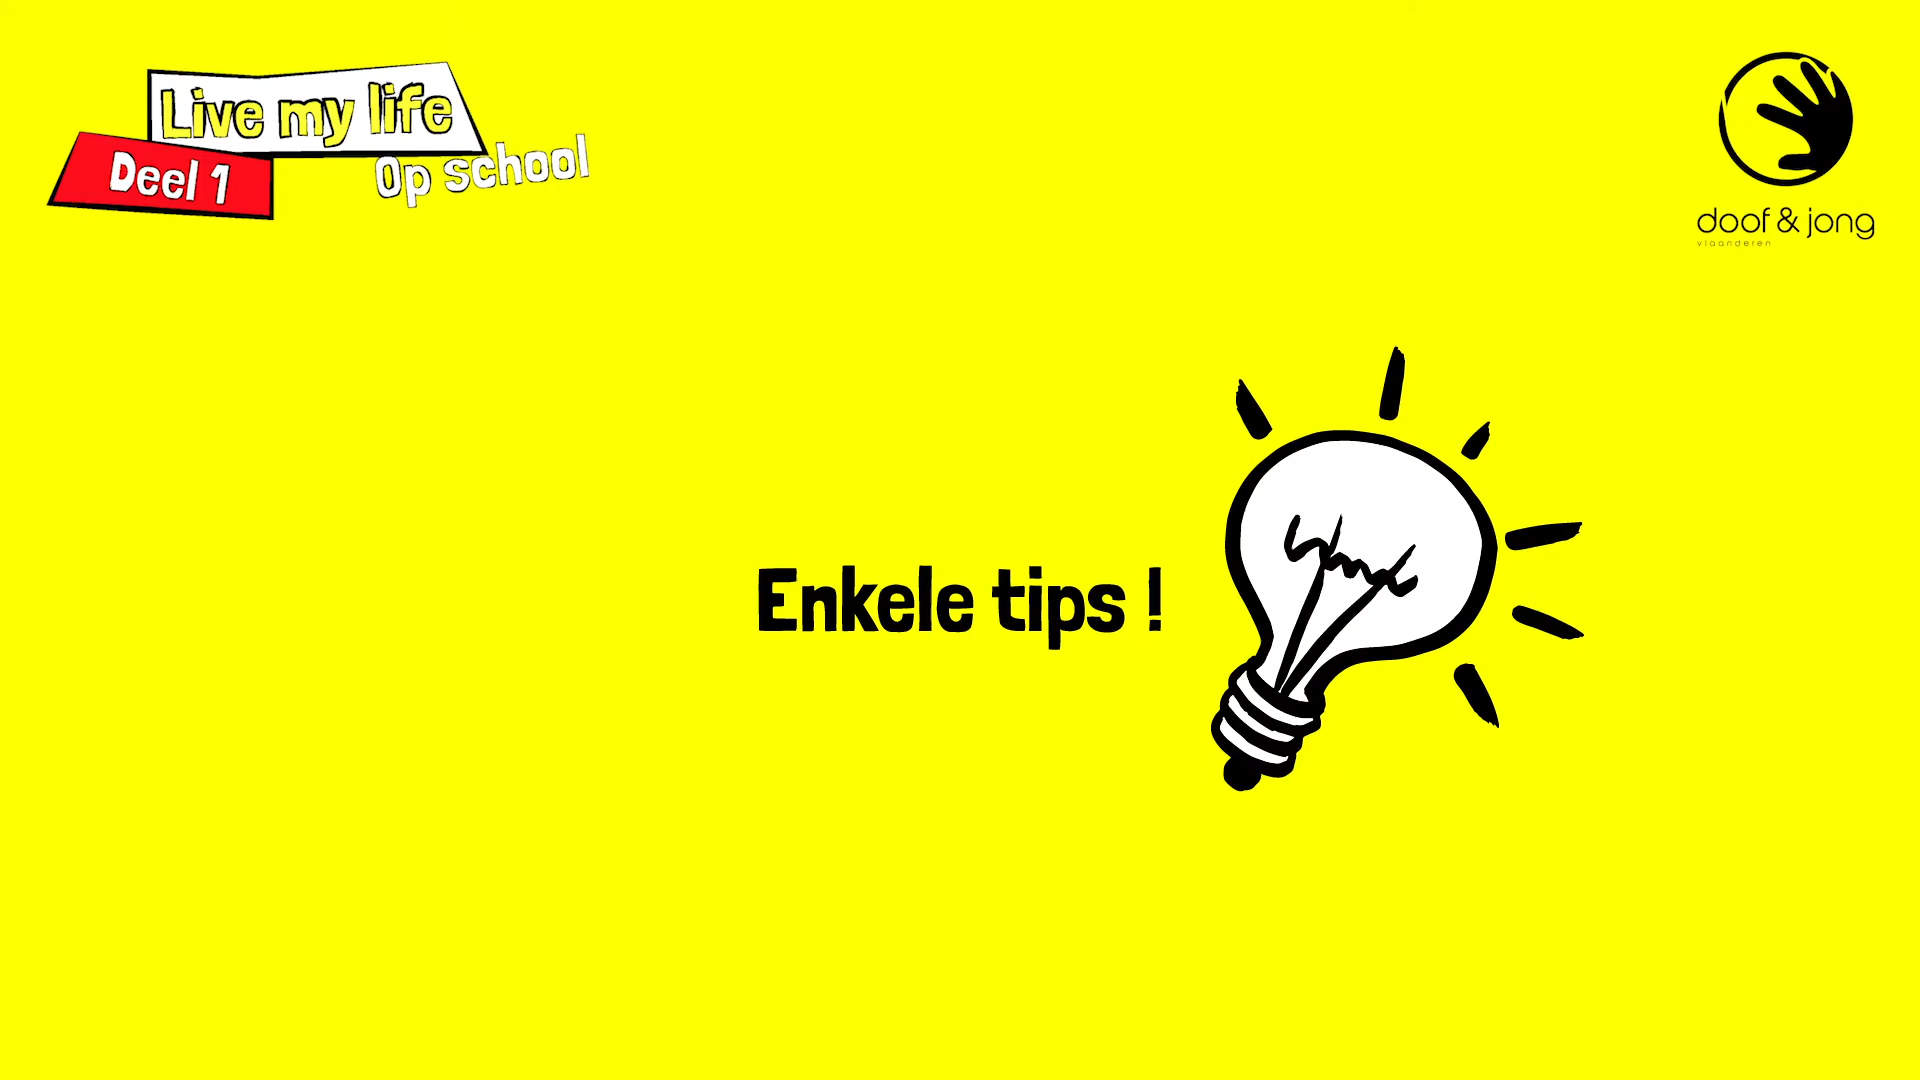 Live my life
Deel 1
Op school
doof & jong
vlaanderen
Enkele tips !